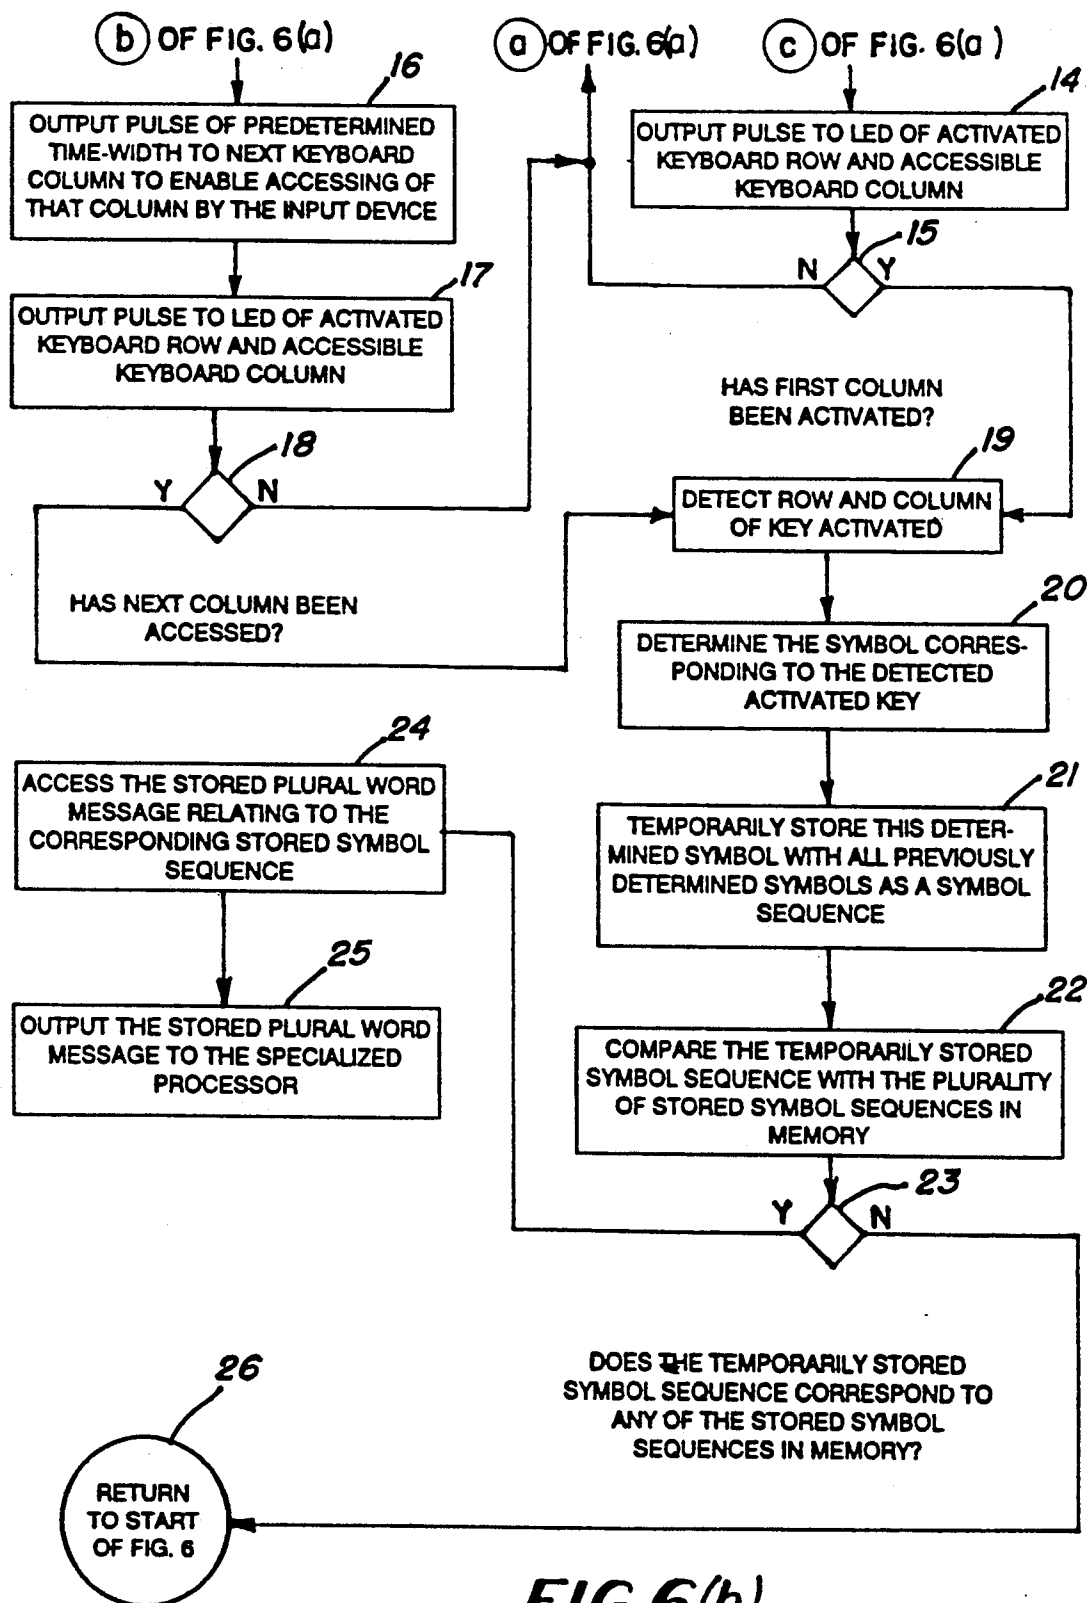 b OF FIG. 6(a)
a OF FIG. 6(a)
c OF FIG. 6(a)
16
OUTPUT PULSE OF PREDETERMINED
TIME-WIDTH TO NEXT KEYBOARD
COLUMN TO ENABLE ACCESSING OF
THAT COLUMN BY THE INPUT DEVICE
14
OUTPUT PULSE TO LED OF ACTIVATED
KEYBOARD ROW AND ACCESSIBLE
KEYBOARD COLUMN
15
N Y
HAS FIRST COLUMN
BEEN ACTIVATED?
17
OUTPUT PULSE TO LED OF ACTIVATED
KEYBOARD ROW AND ACCESSIBLE
KEYBOARD COLUMN
18
Y N
HAS NEXT COLUMN BEEN
ACCESSED?
19
DETECT ROW AND COLUMN
OF KEY ACTIVATED
20
DETERMINE THE SYMBOL CORRES-
PONDING TO THE DETECTED
ACTIVATED KEY
21
TEMPORARILY STORE THIS DETER-
MINED SYMBOL WITH ALL PREVIOUSLY
DETERMINED SYMBOLS AS A SYMBOL
SEQUENCE
22
COMPARE THE TEMPORARILY STORED
SYMBOL SEQUENCE WITH THE PLURALITY
OF STORED SYMBOL SEQUENCES IN
MEMORY
23
Y N
DOES THE TEMPORARILY STORED
SYMBOL SEQUENCE CORRESPOND TO
ANY OF THE STORED SYMBOL
SEQUENCES IN MEMORY?
24
ACCESS THE STORED PLURAL WORD
MESSAGE RELATING TO THE
CORRESPONDING STORED SYMBOL
SEQUENCE
25
OUTPUT THE STORED PLURAL WORD
MESSAGE TO THE SPECIALIZED
PROCESSOR
26
RETURN
TO START
OF FIG. 6
FIG. 6(b)